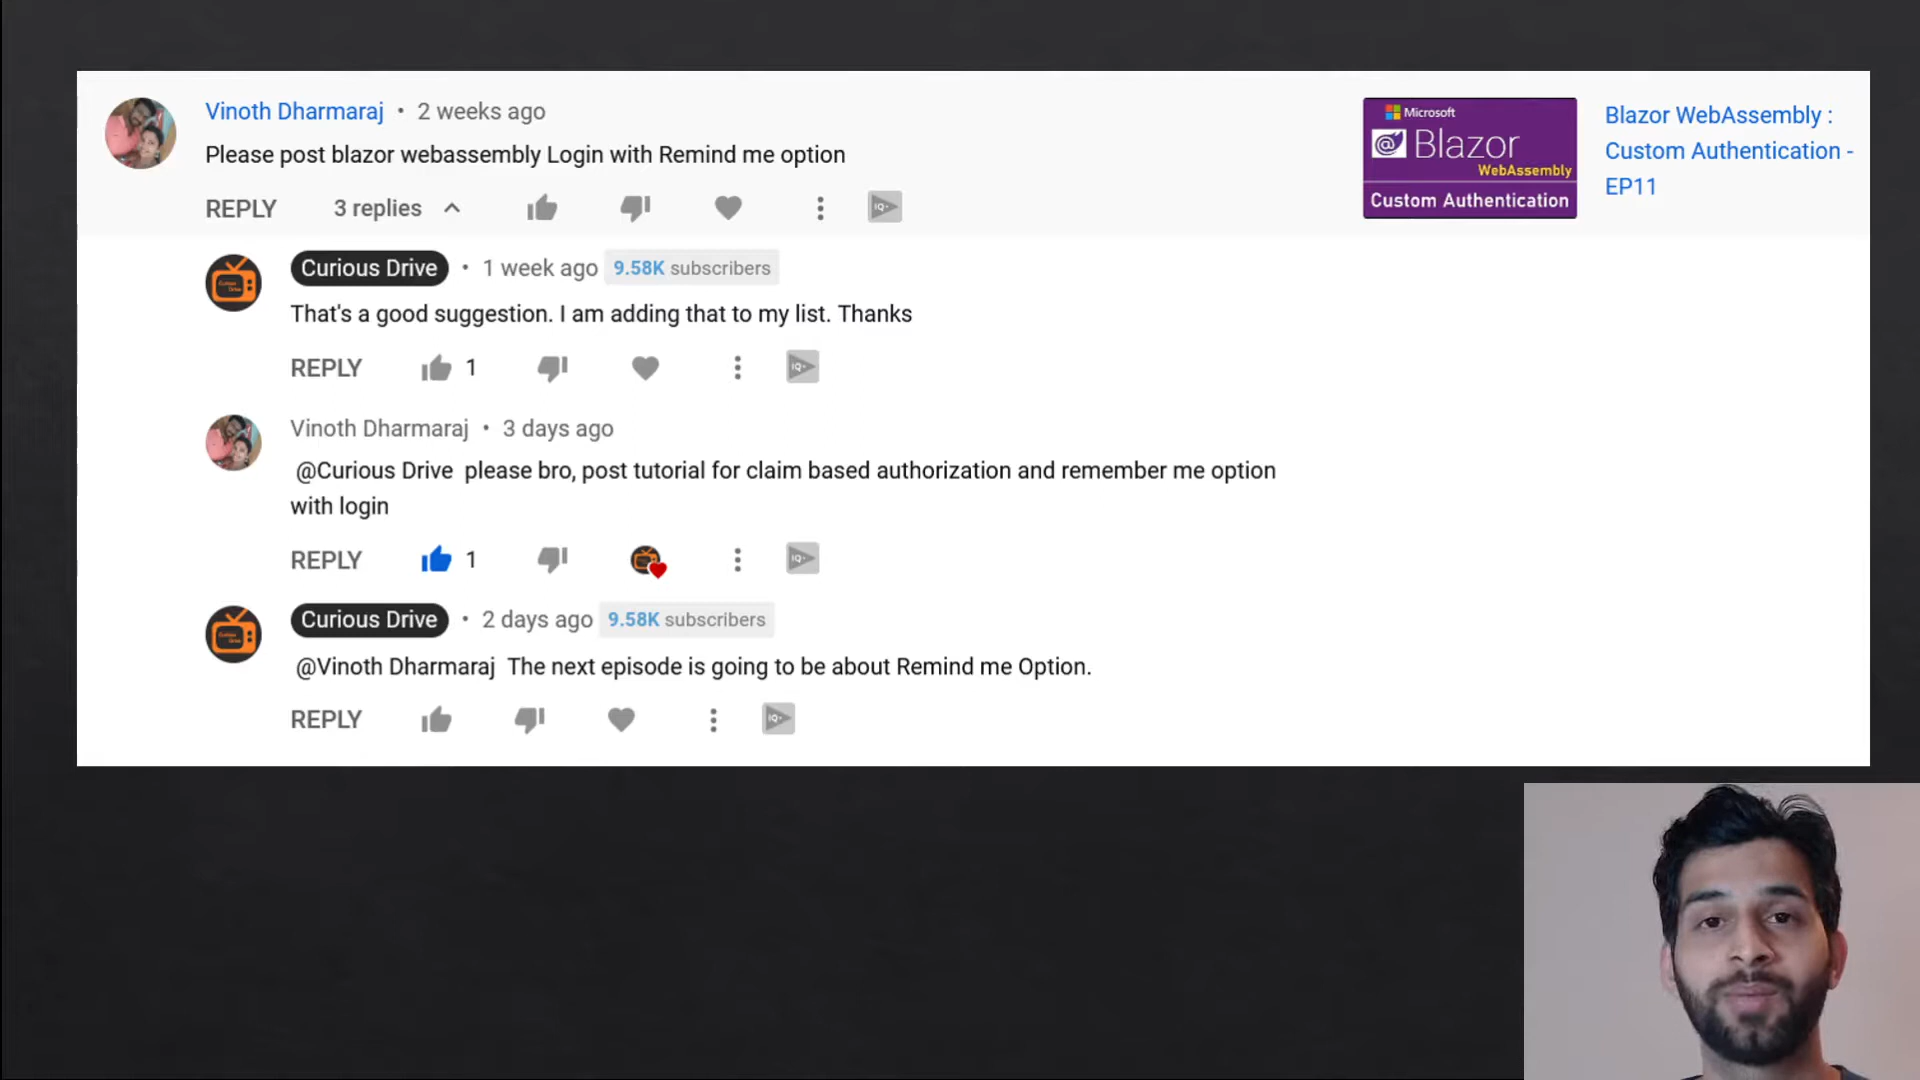 Vinoth Dharmaraj • 2 weeks ago
Please post blazor webassembly Login with Remind me option
REPLY 3 replies
Microsoft
Blazor
WebAssembly
Custom Authentication
Blazor WebAssembly :
Custom Authentication -
EP11
Curious Drive • 1 week ago 9.58K subscribers
That's a good suggestion. I am adding that to my list. Thanks
REPLY 1
Vinoth Dharmaraj • 3 days ago
@Curious Drive please bro, post tutorial for claim based authorization and remember me option
with login
REPLY 1
Curious Drive • 2 days ago 9.58K subscribers
@Vinoth Dharmaraj The next episode is going to be about Remind me Option.
REPLY